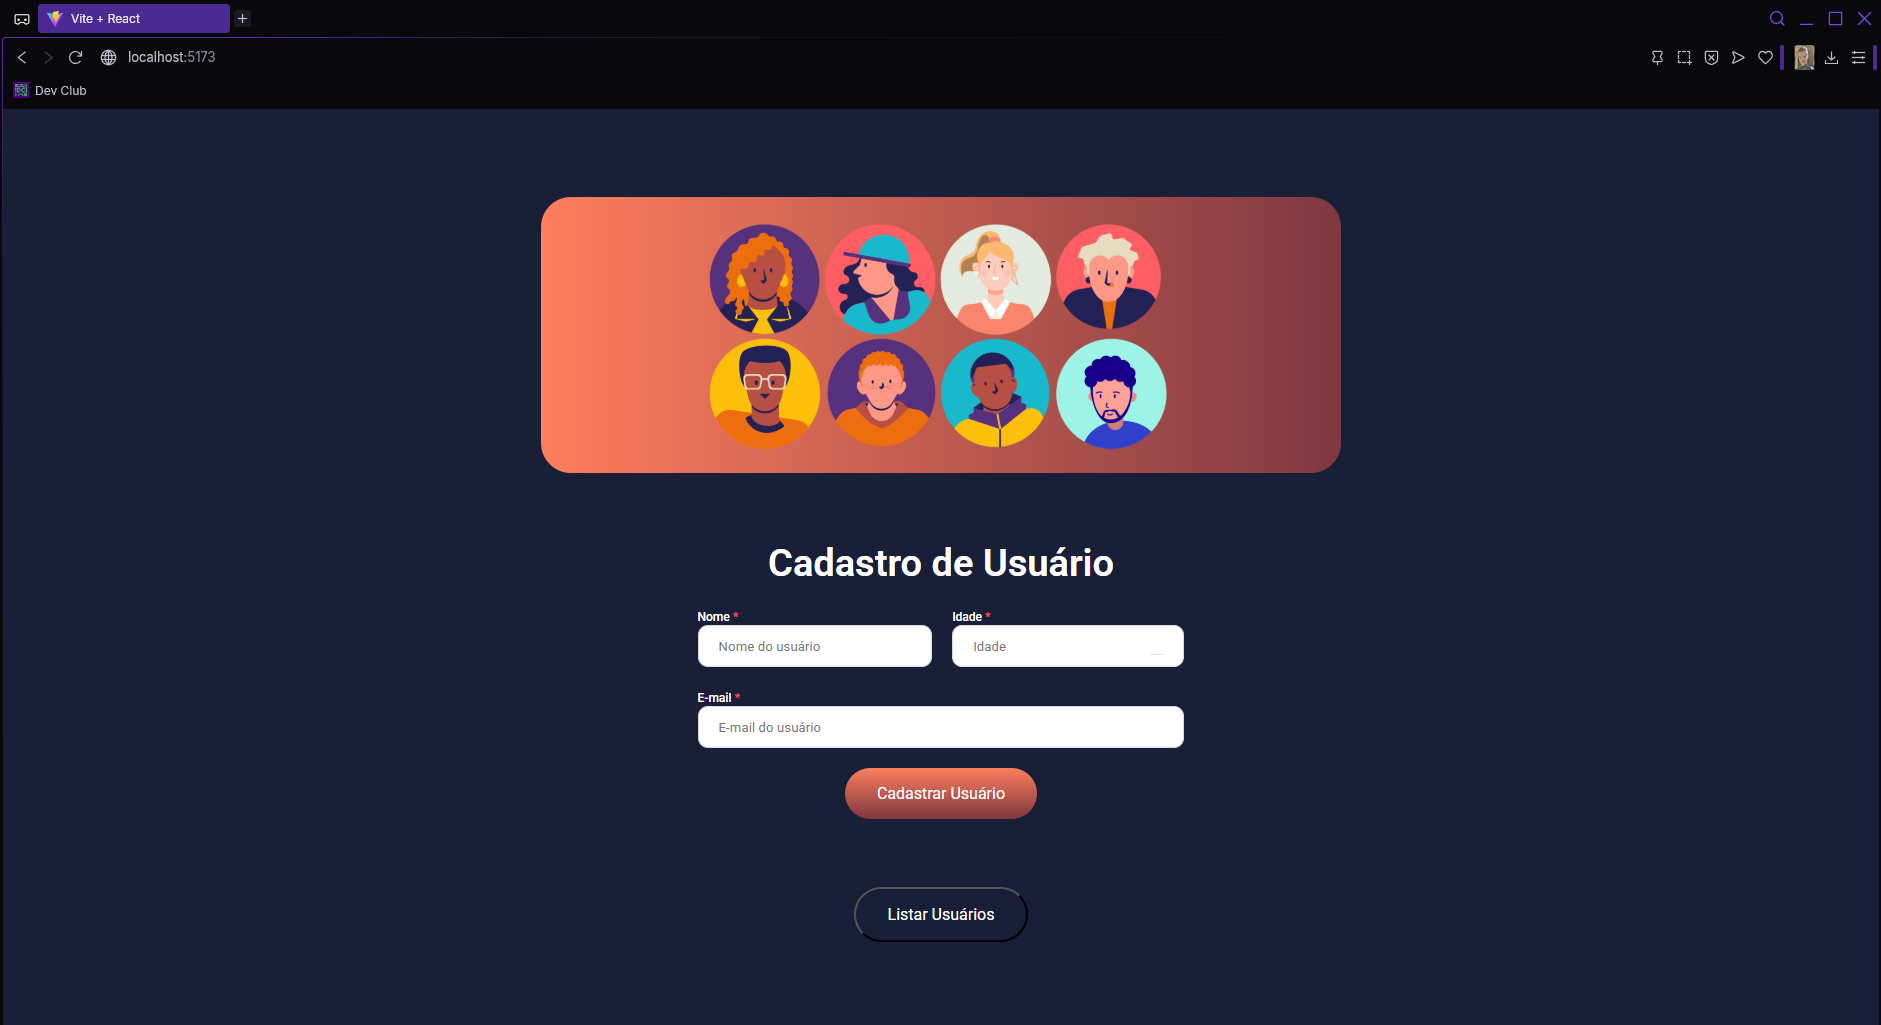 Vite + React
localhost:5173
Dev Club
Cadastro de Usuário
Nome * Idade *
Nome do usuário Idade
E-mail *
E-mail do usuário
Cadastrar Usuário
Listar Usuários